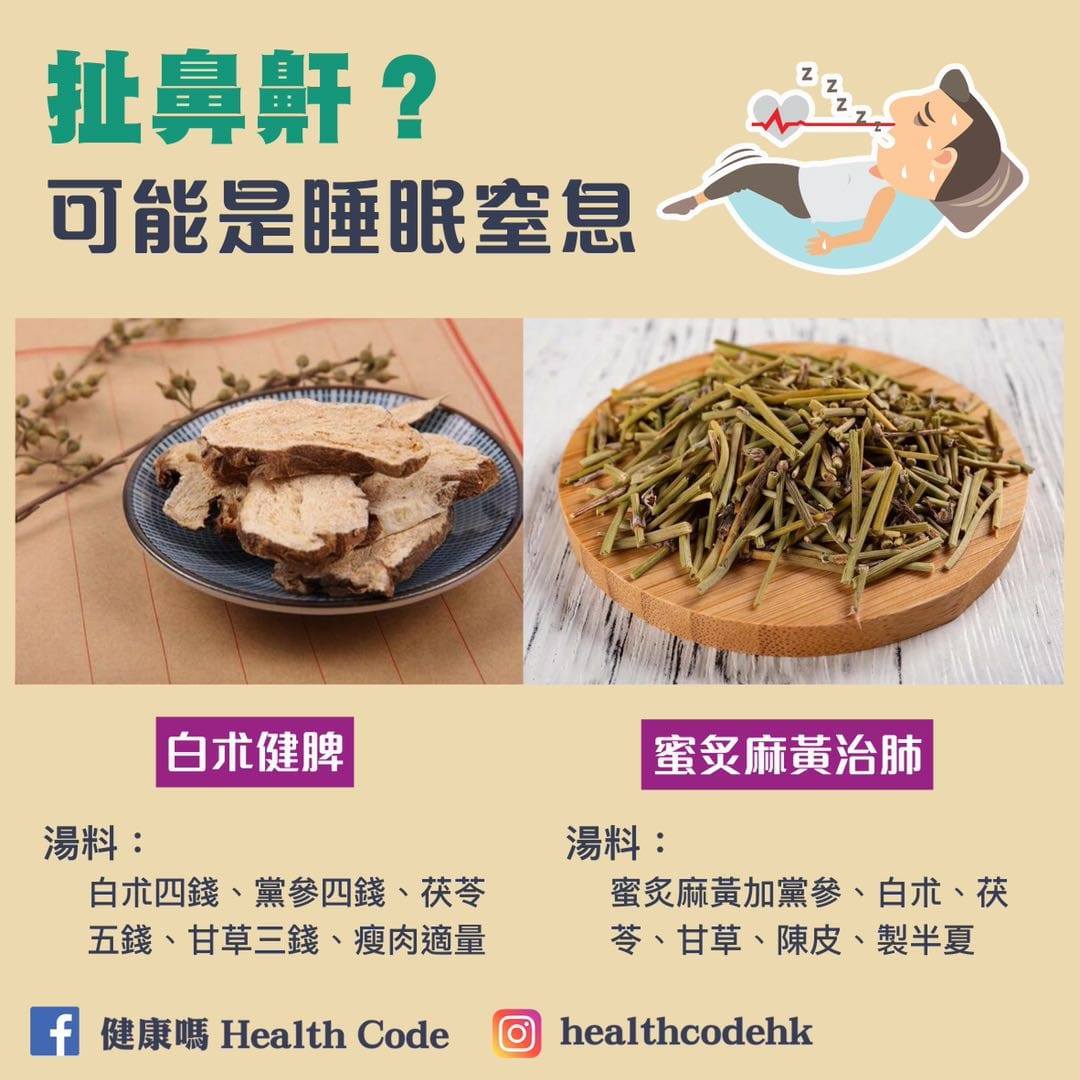 扯鼻鼾？
可能是睡眠窒息
z z z z z
白朮健脾
蜜炙麻黃治肺
湯料：
白朮四錢、黨參四錢、茯苓
五錢、甘草三錢、瘦肉適量
湯料：
蜜炙麻黃加黨參、白朮、茯
苓、甘草、陳皮、製半夏
健康嗎 Health Code
healthcodehk